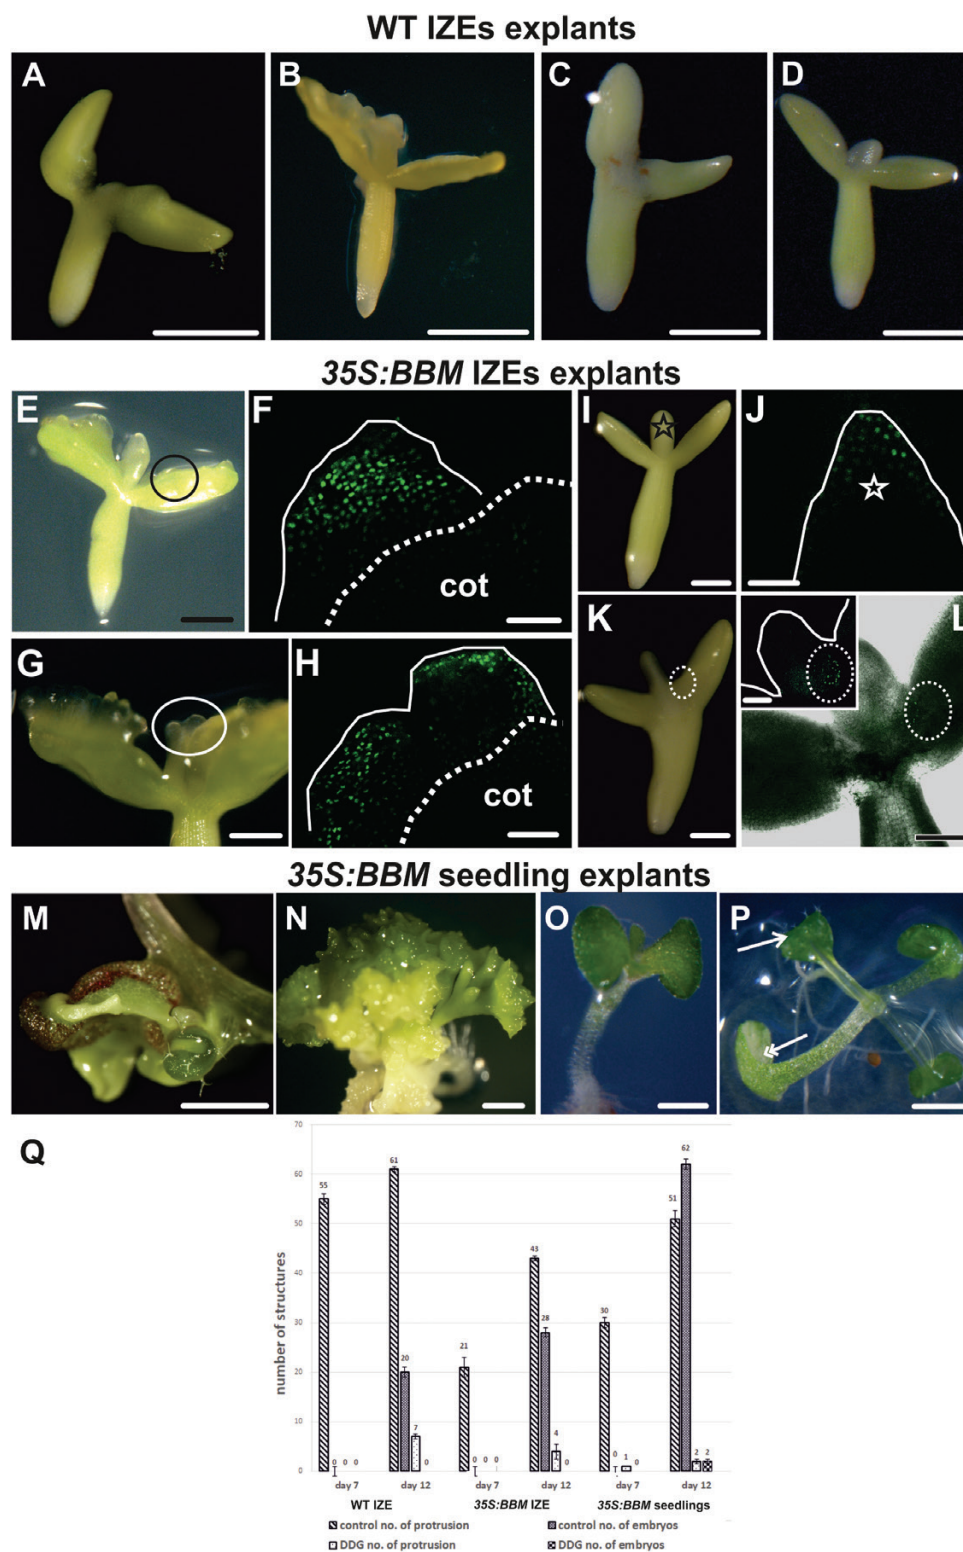 WT IZEs explants
A
B
C
D
35S:BBM IZEs explants
E
F
cot
I
J
G
H
cot
K
L
35S:BBM seedling explants
M
N
O
P
Q
70
60
50
40
30
20
10
0
number of structures
55
0 0 0
61
20
7
0
21
0 0 0
43
28
4
0
30
0
1
0
51
62
2
2
day 7
day 12
day 7
day 12
day 7
day 12
WT IZE
35S:BBM IZE
35S:BBM seedlings
control no. of protrusion
control no. of embryos
DDG no. of protrusion
DDG no. of embryos